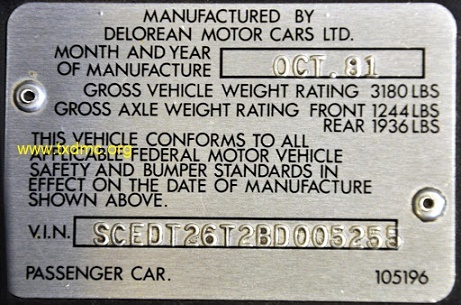 MANUFACTURED BY
DELOREAN MOTOR CARS LTD.
MONTH AND YEAR
OF MANUFACTURE OCT.81
GROSS VEHICLE WEIGHT RATING 3180 LBS
GROSS AXLE WEIGHT RATING FRONT 1244 LBS
REAR 1936 LBS
THIS VEHICLE CONFORMS TO ALL
www.txdmc.org
APPLICABLE FEDERAL MOTOR VEHICLE
SAFETY AND BUMPER STANDARDS IN
EFFECT ON THE DATE OF MANUFACTURE
SHOWN ABOVE.
V.I.N. SCEDT26T2BD005255
PASSENGER CAR. 105196